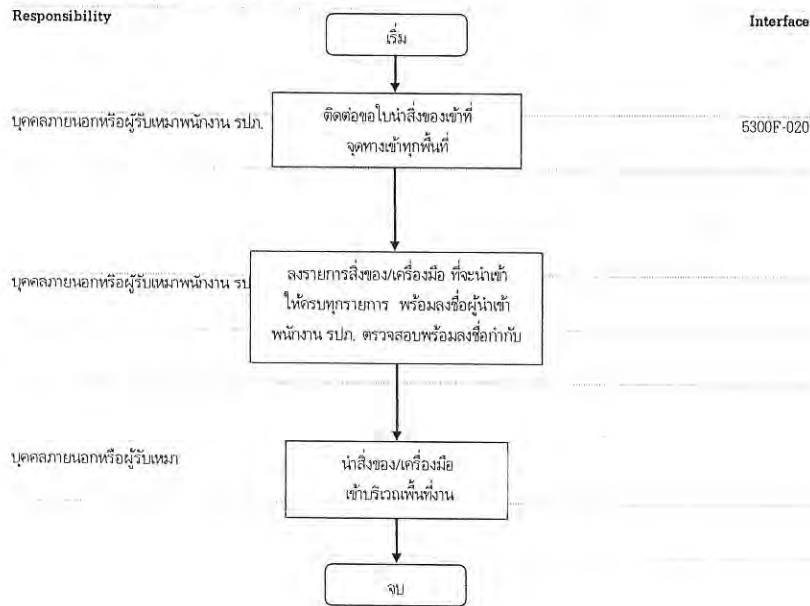 Responsibility
Interface
เริ่ม
บุคคลภายนอกหรือผู้รับเหมาพนักงาน รปภ.
ติดต่อขอใบนำสิ่งของเข้าที่
จุดทางเข้าทุกพื้นที่
5300F-020
บุคคลภายนอกหรือผู้รับเหมาพนักงาน รป
ลงรายการสิ่งของ/เครื่องมือ ที่จะนำเข้า
ให้ครบทุกรายการ พร้อมลงชื่อผู้นำเข้า
พนักงาน รปภ. ตรวจสอบพร้อมลงชื่อกำกับ
บุคคลภายนอกหรือผู้รับเหมา
นำสิ่งของ/เครื่องมือ
เข้าบริเวณพื้นที่งาน
จบ